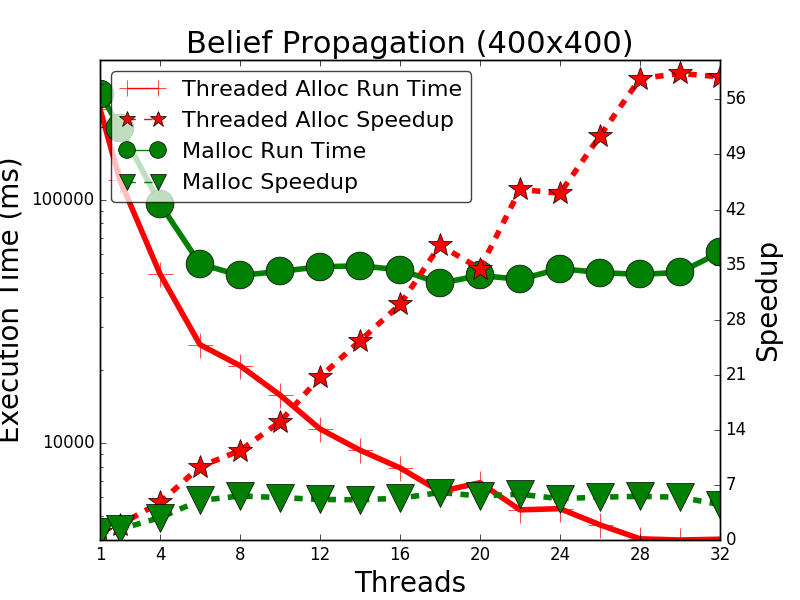 Belief Propagation (400x400)
Threaded Alloc Run Time
Threaded Alloc Speedup
Malloc Run Time
Malloc Speedup
Execution Time (ms)
100000
10000
Speedup
56
49
42
35
28
21
14
7
0
1 4 8 12 16 20 24 28 32
Threads